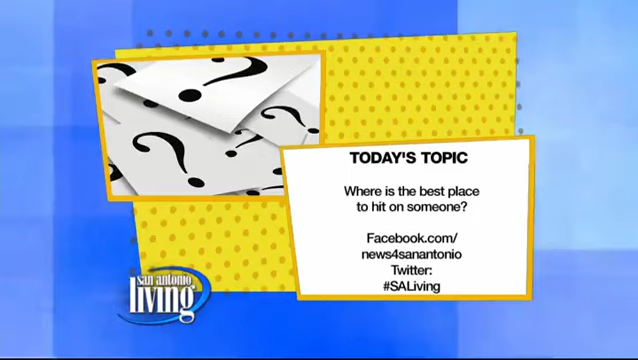 TODAY'S TOPIC
Where is the best place
to hit on someone?
Facebook.com/
news4sanantonio
Twitter:
#SALiving
san antonio
living